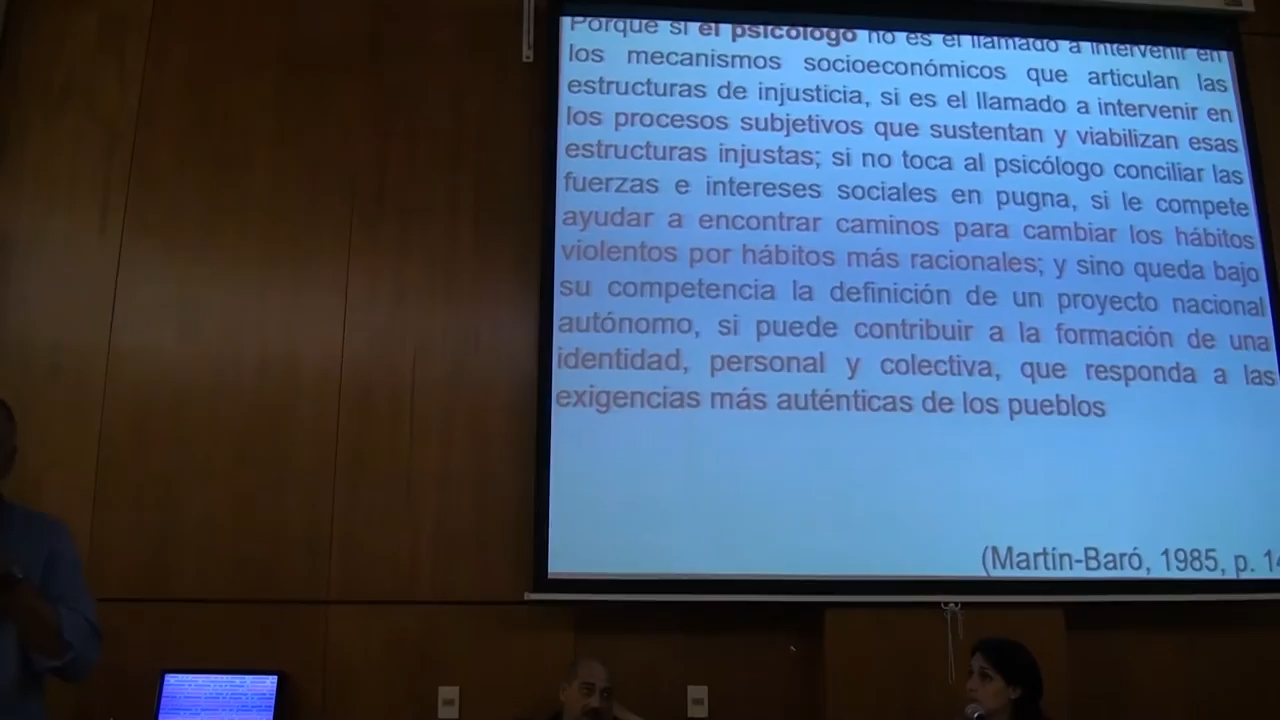 Porque si el psicólogo no es el llamado a intervenir en
los mecanismos socioeconómicos que articulan las
estructuras de injusticia, si es el llamado a intervenir en
los procesos subjetivos que sustentan y viabilizan esas
estructuras injustas; si no toca al psicólogo conciliar las
fuerzas e intereses sociales en pugna, si le compete
ayudar a encontrar caminos para cambiar los hábitos
violentos por hábitos más racionales; y sino queda bajo
su competencia la definición de un proyecto nacional
autónomo, si puede contribuir a la formación de una
identidad, personal y colectiva, que responda a las
exigencias más auténticas de los pueblos
(Martín-Baró, 1985, p.